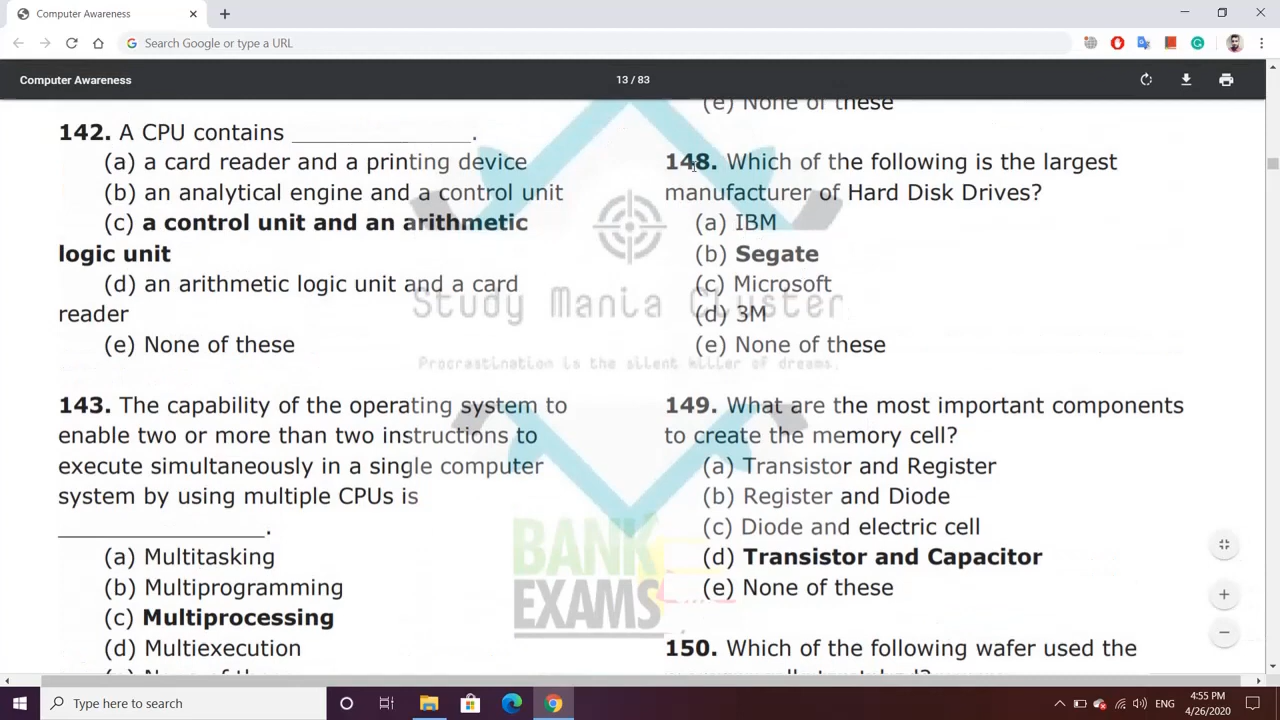 Computer Awareness
Search Google or type a URL
Computer Awareness
13 / 83
142. A CPU contains _______________.
(a) a card reader and a printing device
(b) an analytical engine and a control unit
(c) a control unit and an arithmetic
logic unit
(d) an arithmetic logic unit and a card
reader
(e) None of these
143. The capability of the operating system to
enable two or more than two instructions to
execute simultaneously in a single computer
system by using multiple CPUs is
_________________.
(a) Multitasking
(b) Multiprogramming
(c) Multiprocessing
(d) Multiexecution
(e) None of these
148. Which of the following is the largest
manufacturer of Hard Disk Drives?
(a) IBM
(b) Segate
(c) Microsoft
(d) 3M
(e) None of these
149. What are the most important components
to create the memory cell?
(a) Transistor and Register
(b) Register and Diode
(c) Diode and electric cell
(d) Transistor and Capacitor
(e) None of these
150. Which of the following wafer used the
Study Mania Cluster
Procrastination is the silent killer of dreams.
BANK
EXAMS
Type here to search
ENG
4:55 PM
4/26/2020